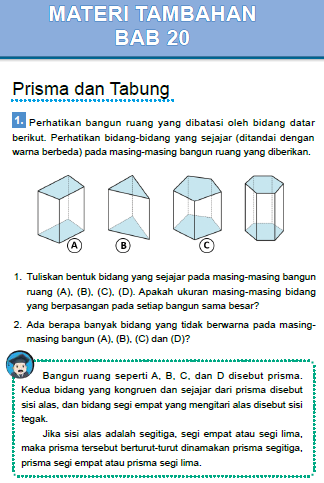 MATERI TAMBAHAN
BAB 20
Prisma dan Tabung
1. Perhatikan bangun ruang yang dibatasi oleh bidang datar
berikut. Perhatikan bidang-bidang yang sejajar (ditandai dengan
warna berbeda) pada masing-masing bangun ruang yang diberikan.
A B C
1. Tuliskan bentuk bidang yang sejajar pada masing-masing bangun
ruang (A), (B), (C), (D). Apakah ukuran masing-masing bidang
yang berpasangan pada setiap bangun sama besar?
2. Ada berapa banyak bidang yang tidak berwarna pada masing-
masing bangun (A), (B), (C) dan (D)?
Bangun ruang seperti A, B, C, dan D disebut prisma.
Kedua bidang yang kongruen dan sejajar dari prisma disebut
sisi alas, dan bidang segi empat yang mengitari alas disebut sisi
tegak.
Jika sisi alas adalah segitiga, segi empat atau segi lima,
maka prisma tersebut berturut-turut dinamakan prisma segitiga,
prisma segi empat atau prisma segi lima.